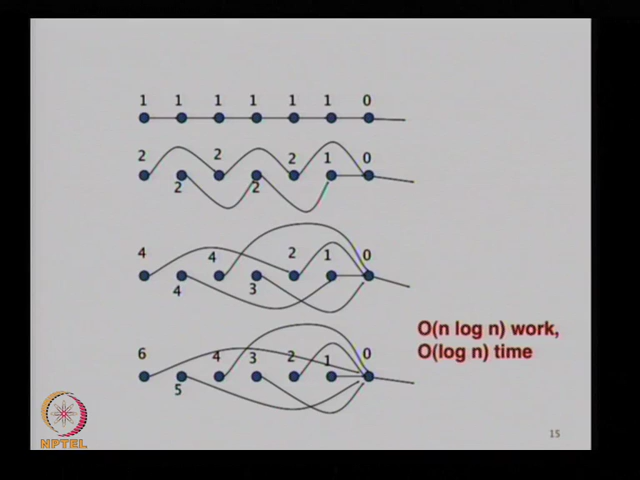 1 1 1 1 1 1 0
2 2 2 1 0
2 2
4 4 2 1 0
4 3
O(n log n) work,
O(log n) time
6 4 3 2 1 0
5
NPTEL
15